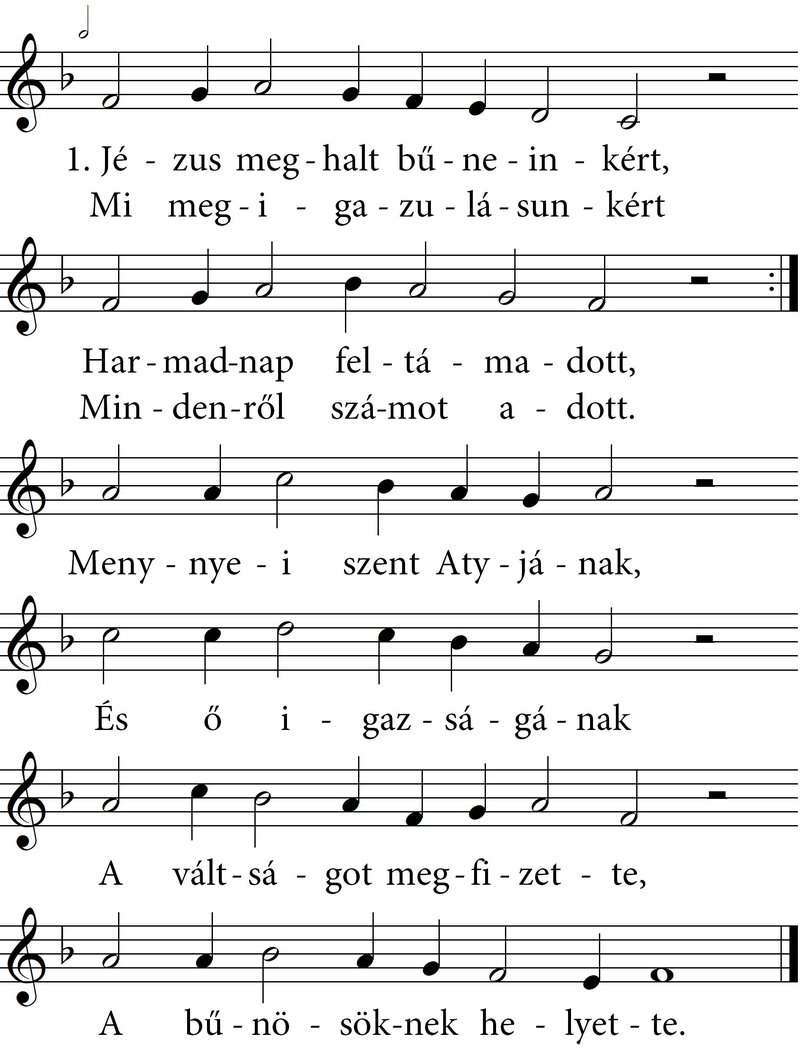 1. Jé - zus meg - halt bű - ne - in - kért,
Mi meg - i - ga - zu - lá - sun - kért
Har - mad-nap fel - tá - ma - dott,
Min - den-ről szá-mot a - dott.
Meny - nye - i szent Aty - já - nak,
És ő i - gaz - sá - gá - nak
A vált - sá - got meg - fi - zet - te,
A bű - nö - sök-nek he - lyet - te.